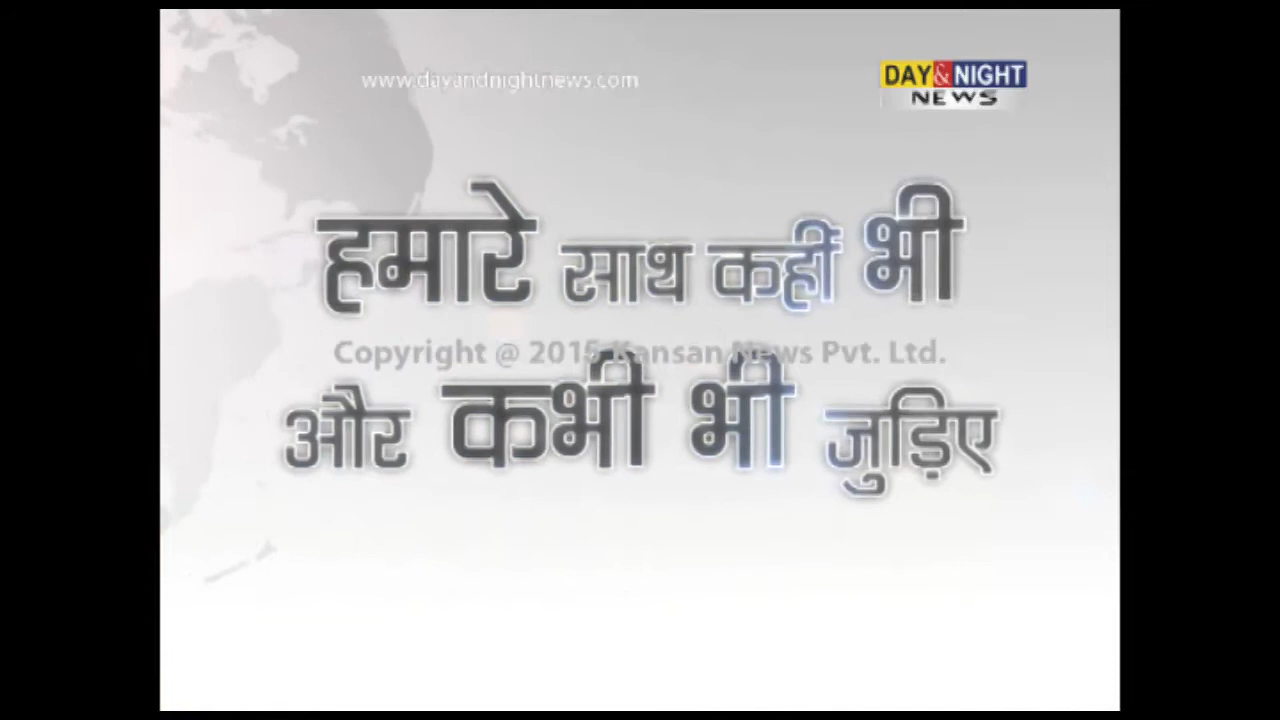 www.dayandnightnews.com
DAY&NIGHT
NEWS
हमारे साथ कहीं भी
Copyright @ 2015 Kansan News Pvt. Ltd.
और कभी भी जुड़िए